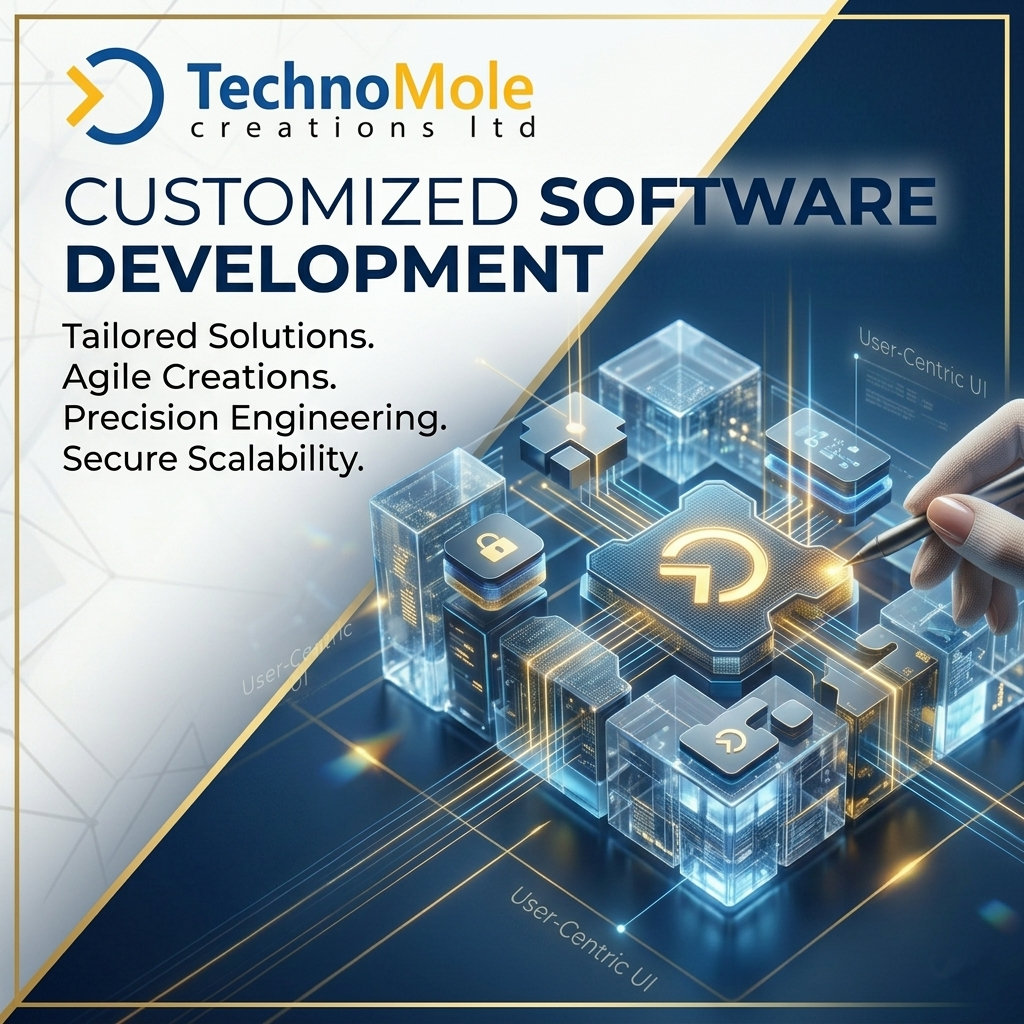 TechnoMole
creations ltd
CUSTOMIZED SOFTWARE
DEVELOPMENT
Tailored Solutions.
Agile Creations.
Precision Engineering.
Secure Scalability.
User-Centric UI
User-Centric
UI
User-Centric UI